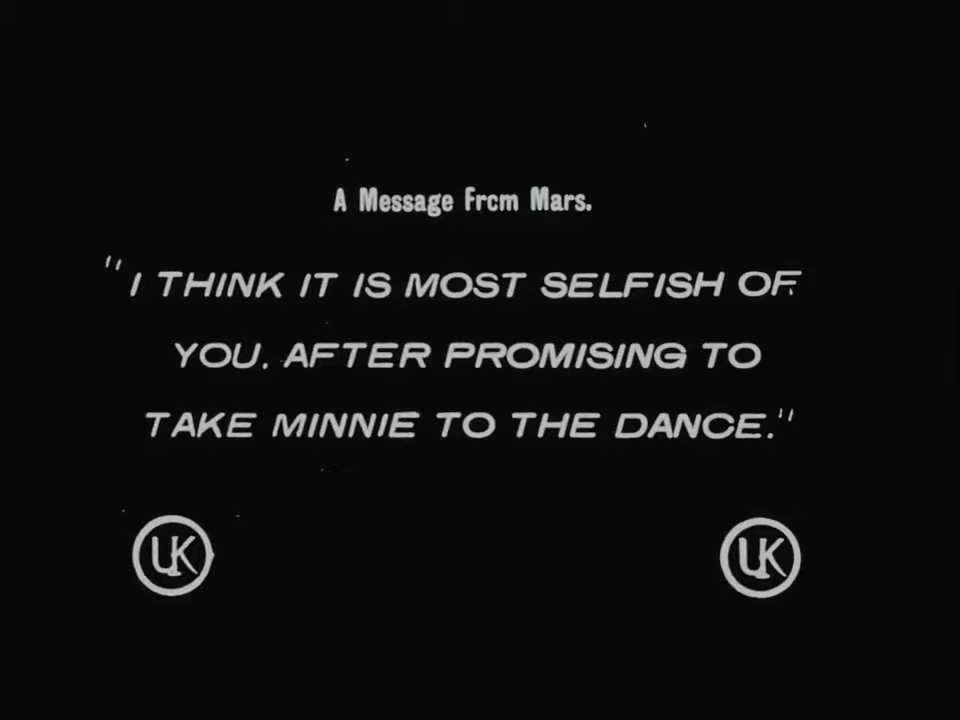 A Message Frcm Mars.
"I THINK IT IS MOST SELFISH OF
YOU, AFTER PROMISING TO
TAKE MINNIE TO THE DANCE."
UK UK